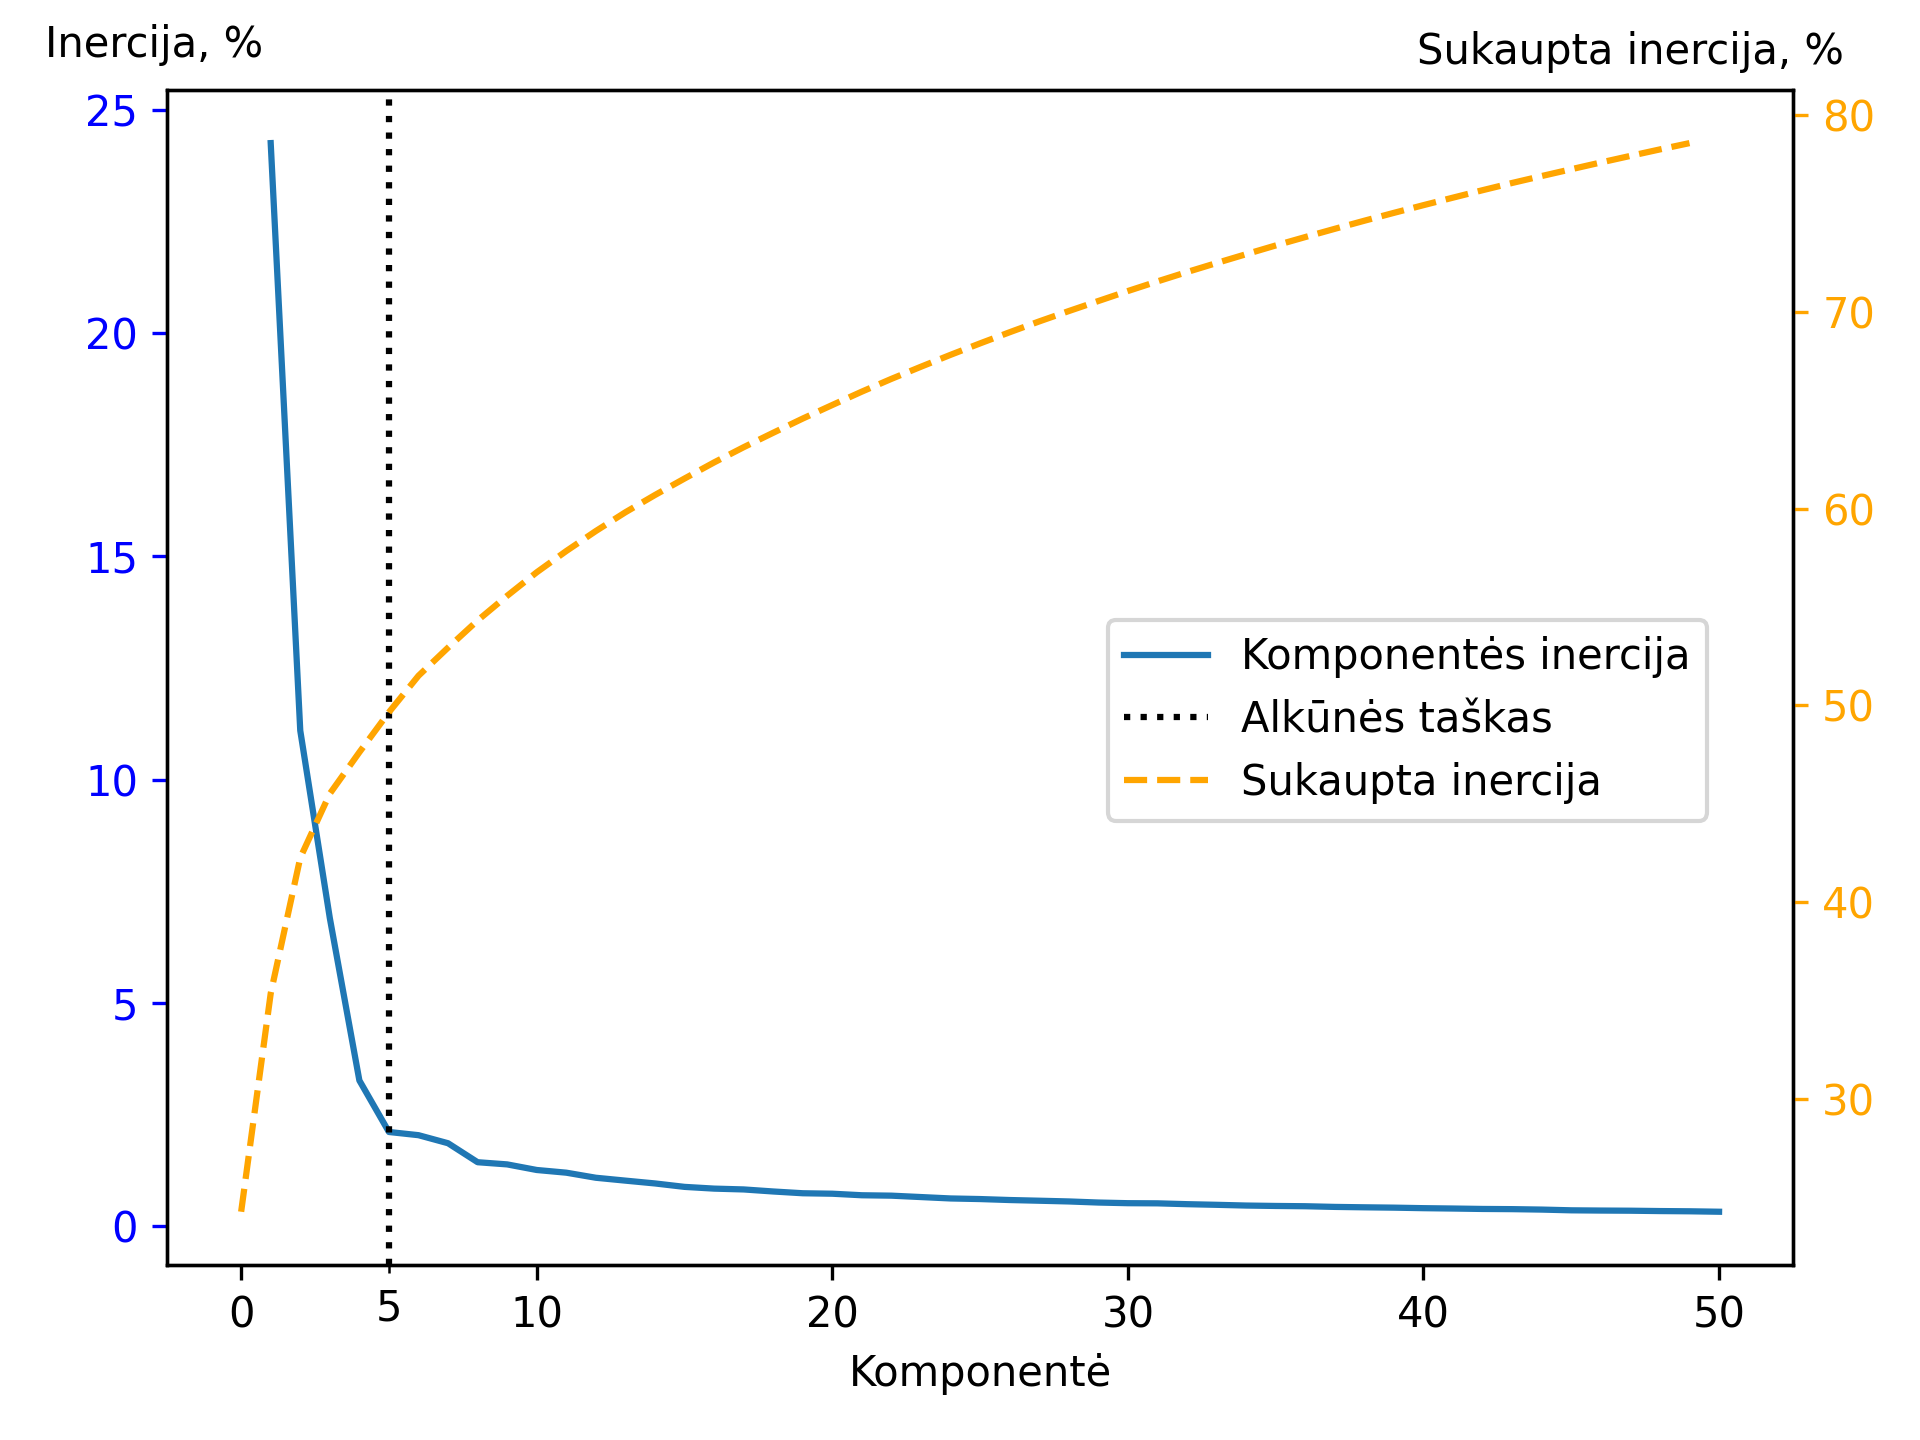 Inercija, %
Sukaupta inercija, %
25
20
15
10
5
0
80
70
60
50
40
30
Komponentės inercija
Alkūnės taškas
Sukaupta inercija
0 5 10 20 30 40 50
Komponentė